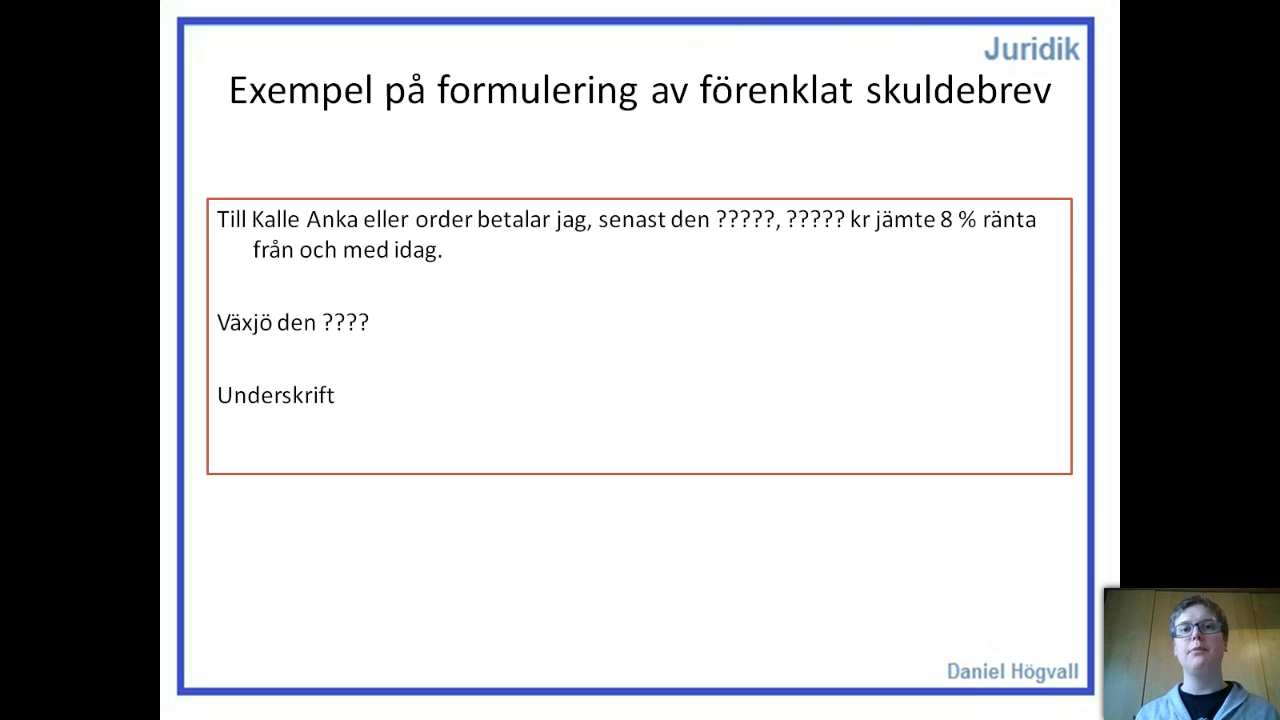 Juridik
Exempel på formulering av förenklat skuldebrev
Till Kalle Anka eller order betalar jag, senast den ?????, ????? kr jämte 8 % ränta
från och med idag.
Växjö den ????
Underskrift
Daniel Högvall